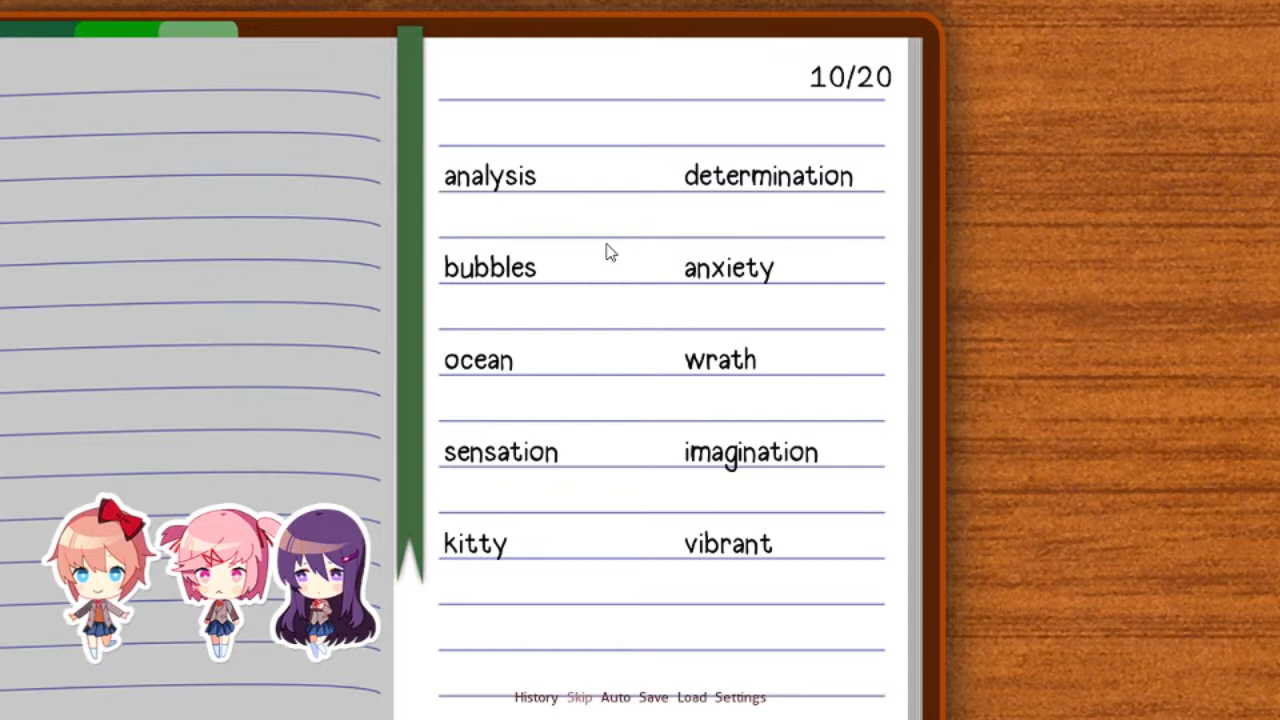 10/20
analysis determination
bubbles anxiety
ocean wrath
sensation imagination
kitty vibrant
History Skip Auto Save Load Settings